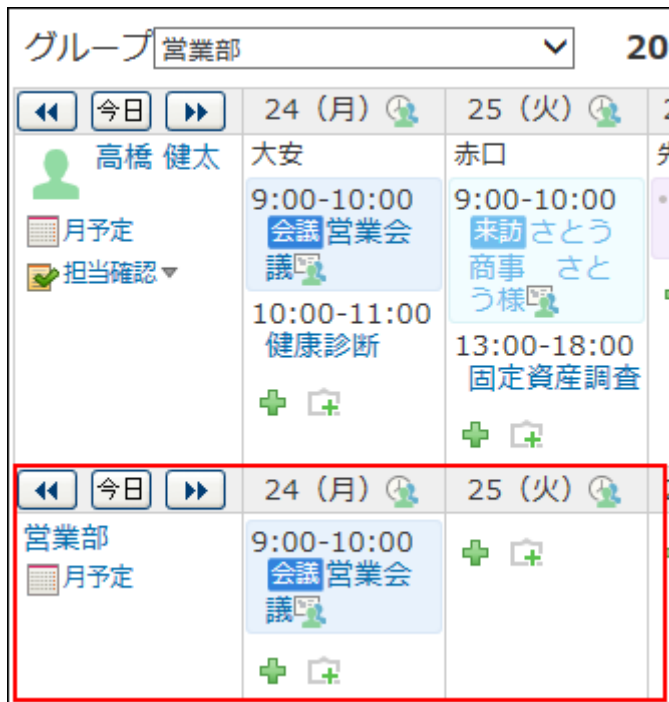 グループ 営業部 20
今日 24（月） 25（火）
高橋 健太 大安 赤口
月予定
担当確認
9:00-10:00
会議 営業会
議
10:00-11:00
健康診断
9:00-10:00
来訪 さとう
商事　さと
う様
13:00-18:00
固定資産調査
今日 24（月） 25（火）
営業部
月予定
9:00-10:00
会議 営業会
議